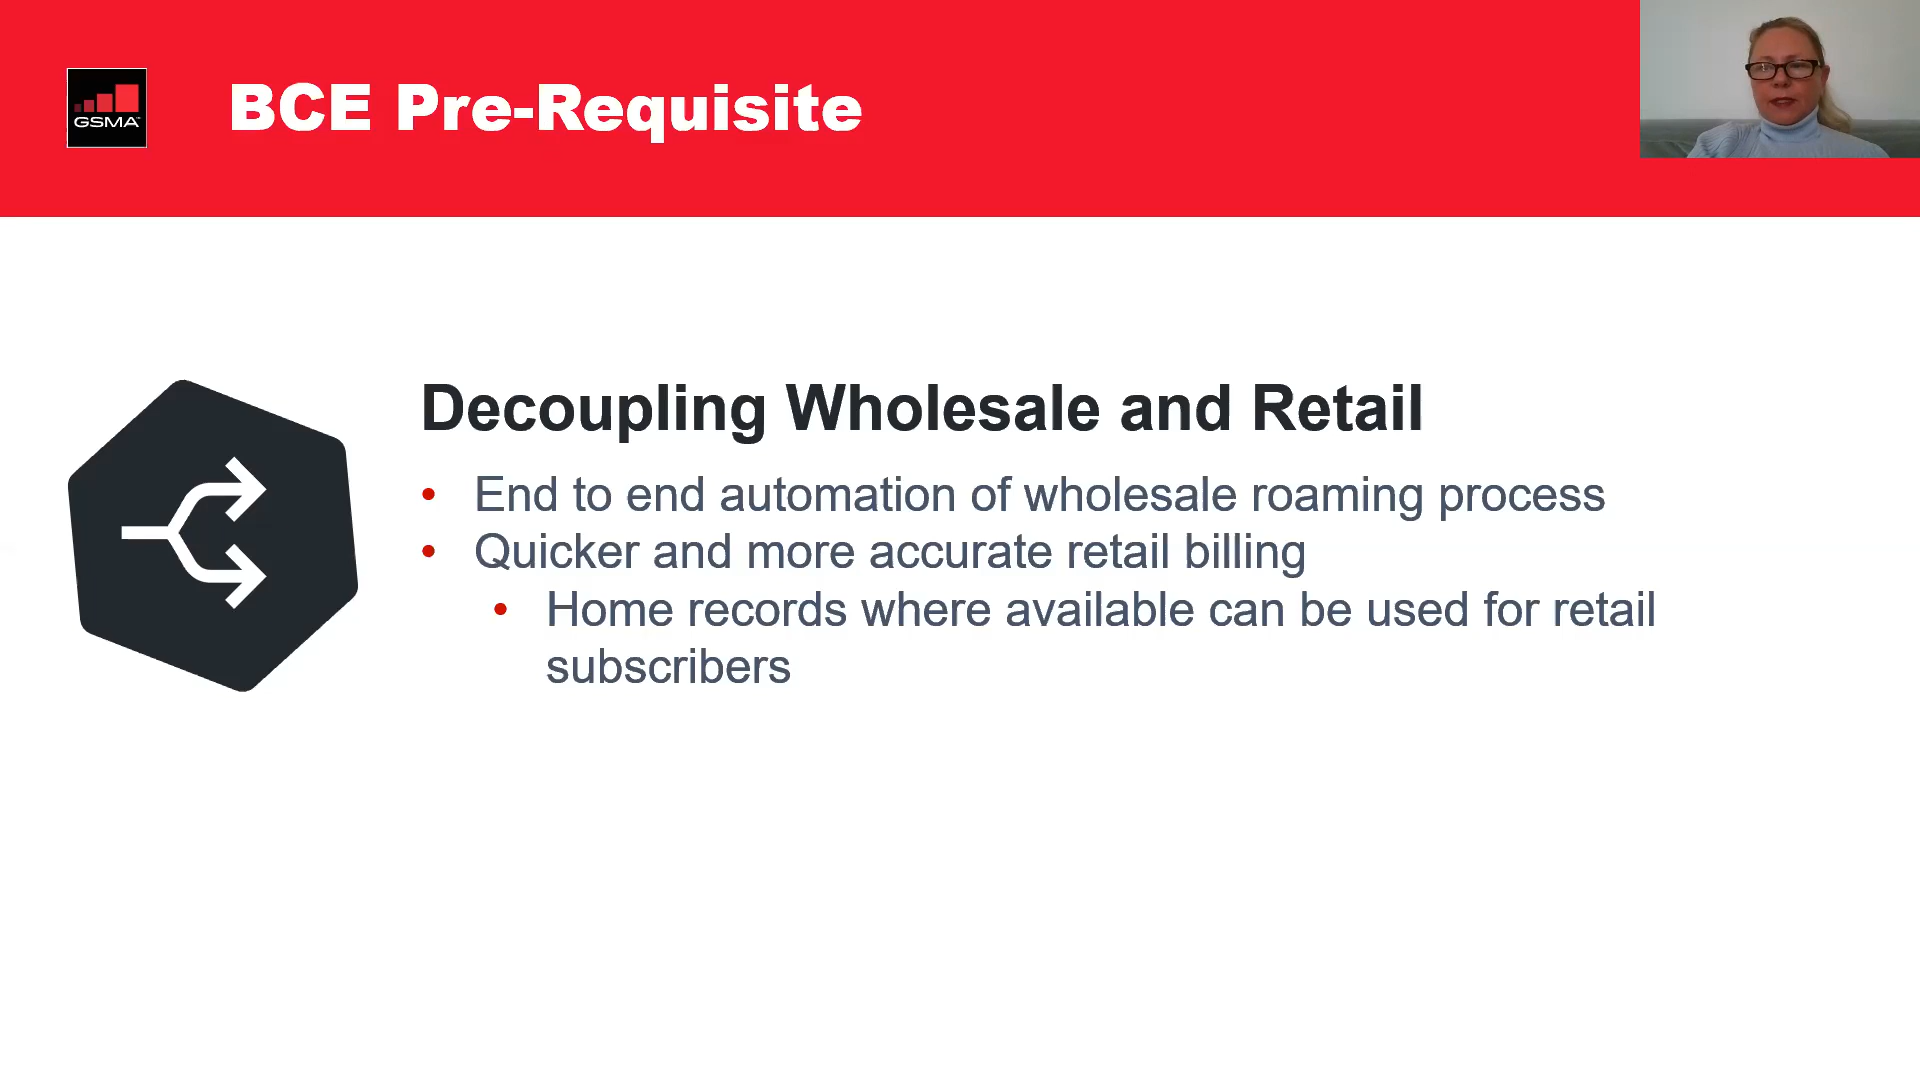 GSMA™
BCE Pre-Requisite
Decoupling Wholesale and Retail
• End to end automation of wholesale roaming process
• Quicker and more accurate retail billing
• Home records where available can be used for retail
subscribers